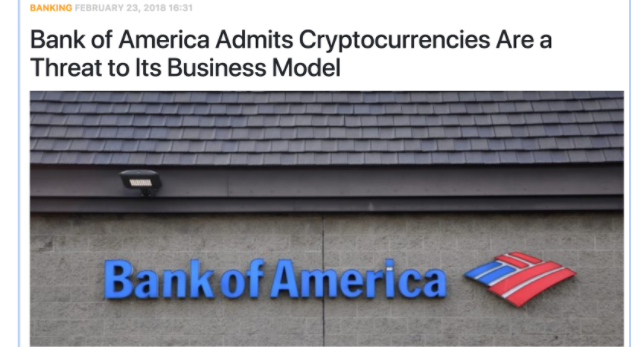 BANKING FEBRUARY 23, 2018 16:31
Bank of America Admits Cryptocurrencies Are a
Threat to Its Business Model
Bank of America